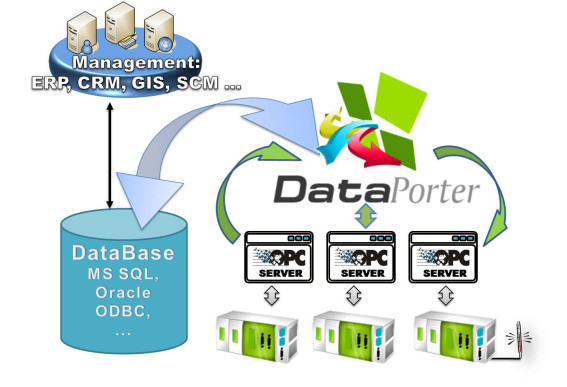 Management:
ERP, CRM, GIS, SCM ...
DataPorter
DataBase
MS SQL,
Oracle
ODBC,
...
OPC
SERVER
OPC
SERVER
OPC
SERVER